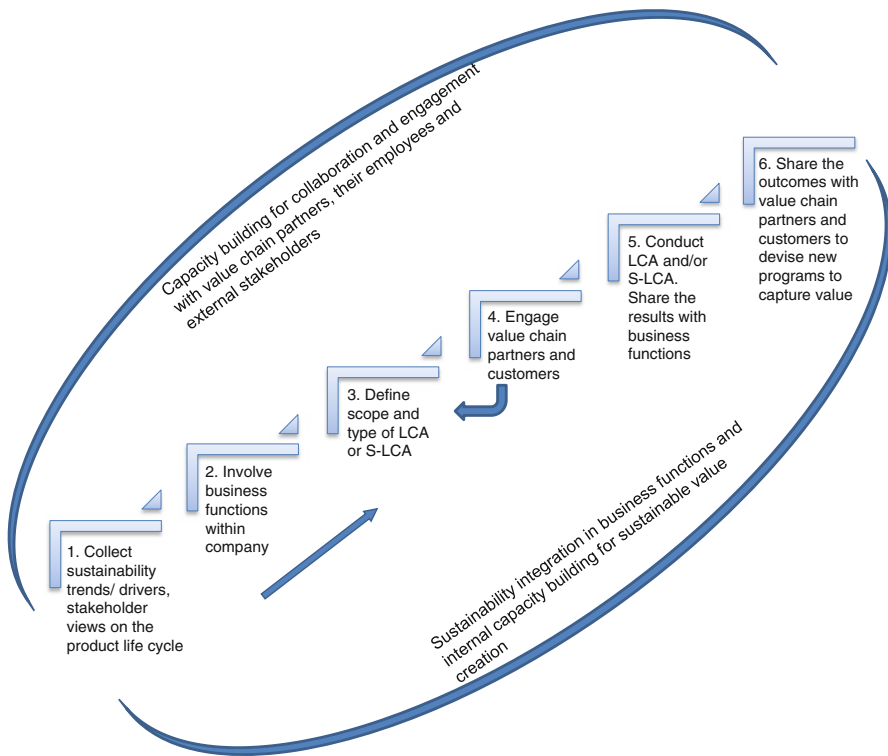 Capacity building for collaboration and engagement
with value chain partners, their employees and
external stakeholders
1. Collect
sustainability
trends/ drivers,
stakeholder
views on the
product life cycle
2. Involve
business
functions
within
company
3. Define
scope and
type of LCA
or S-LCA
4. Engage
value chain
partners and
customers
5. Conduct
LCA and/or
S-LCA.
Share the
results with
business
functions
6. Share the
outcomes with
value chain
partners and
customers to
devise new
programs to
capture value
Sustainability integration in business functions and
internal capacity building for sustainable value
creation